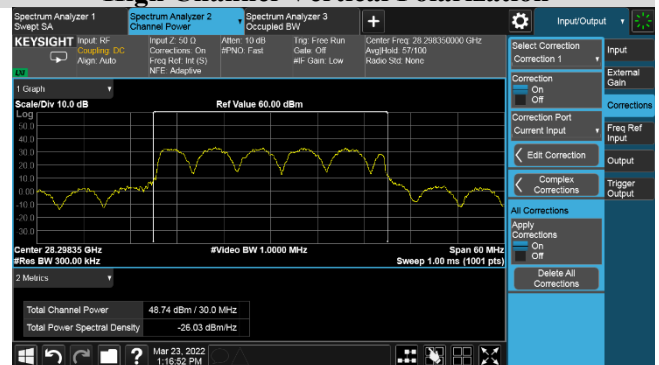 High Channel Vertical Polarization
Spectrum Analyzer 1
Swept SA
Spectrum Analyzer 2
Channel Power
Spectrum Analyzer 3
Occupied BW
+
Input/Output
KEYSIGHT
Input: RF
Coupling: DC
Align: Auto
Input Z: 50 Ω
Corrections: On
Freq Ref: Int (S)
NFE: Adaptive
Atten: 10 dB
#PNO: Fast
Trig: Free Run
Gate: Off
#IF Gain: Low
Center Freq: 28.298350000 GHz
Avg|Hold: 57/100
Radio Std: None
1 Graph
Scale/Div 10.0 dB
Ref Value 60.00 dBm
Log
50.0
40.0
30.0
20.0
10.0
0.00
-10.0
-20.0
-30.0
Center 28.29835 GHz
#Res BW 300.00 kHz
#Video BW 1.0000 MHz
Span 60 MHz
Sweep 1.00 ms (1001 pts)
2 Metrics
Total Channel Power 48.74 dBm / 30.0 MHz
Total Power Spectral Density -26.03 dBm/Hz
Mar 23, 2022
1:16:52 PM
Select Correction
Correction 1
Correction
On
Off
Correction Port
Current Input
Edit Correction
Complex
Corrections
All Corrections
Apply
Corrections
On
Off
Delete All
Corrections
Input
External
Gain
Corrections
Freq Ref
Input
Output
Trigger
Output